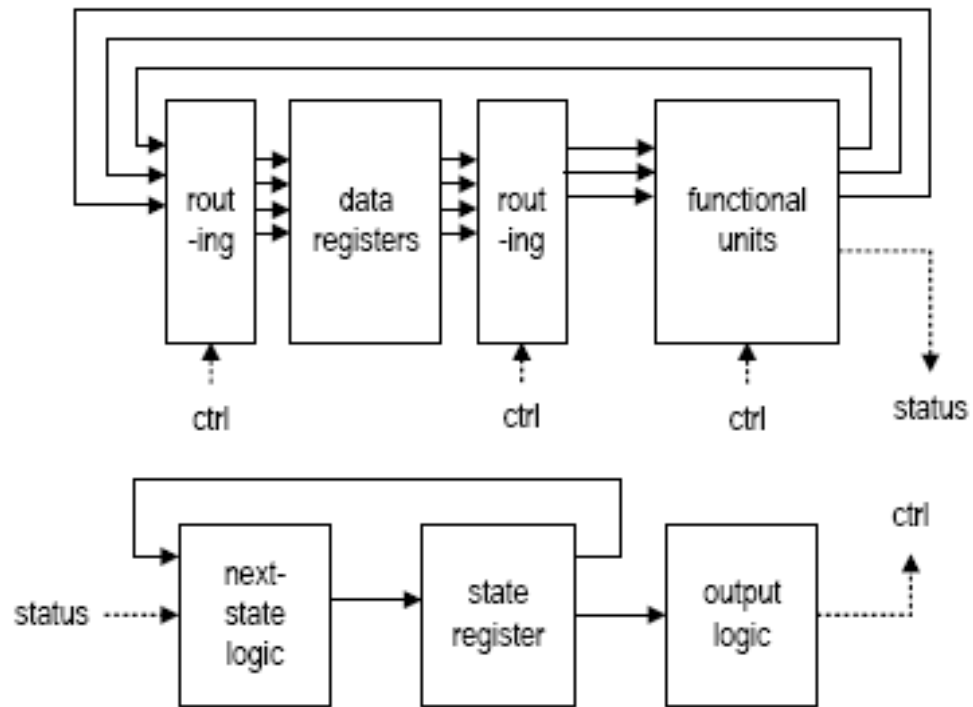 rout
-ing
data
registers
rout
-ing
functional
units
ctrl
ctrl
ctrl
status
ctrl
status
next-
state
logic
state
register
output
logic